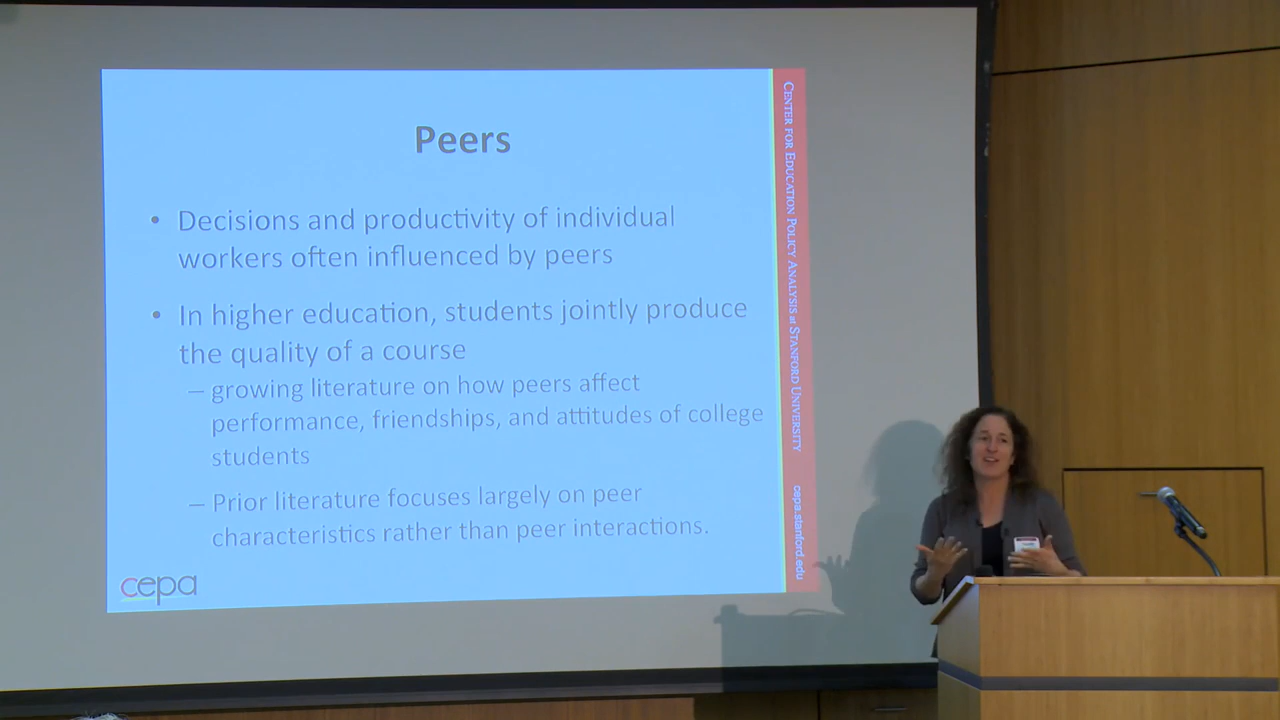 Peers
• Decisions and productivity of individual
workers often influenced by peers
• In higher education, students jointly produce
the quality of a course
– growing literature on how peers affect
performance, friendships, and attitudes of college
students
– Prior literature focuses largely on peer
characteristics rather than peer interactions.
cepa
CENTER FOR EDUCATION POLICY ANALYSIS at STANFORD UNIVERSITY
cepa.stanford.edu